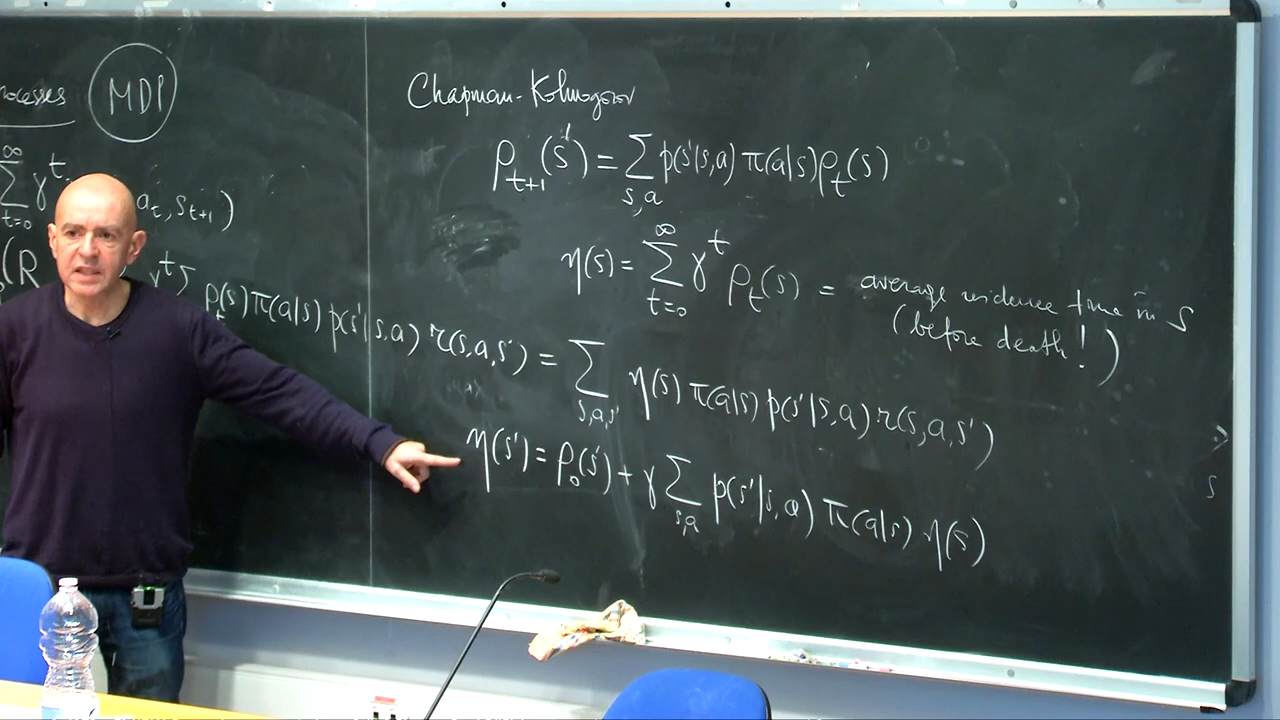 rocesses MDP
∞ Σ t=0 γ^t a_t, s_{t+1})
(R γ^t Σ ρ_t(s) π(a|s) p(s'|s,a) r(s,a,s') = Σ_{s,a,s'} η(s) π(a|s) p(s'|s,a) r(s,a,s')
Chapman-Kolmogorov
ρ_{t+1}(s') = Σ_{s,a} p(s'|s,a) π(a|s) ρ_t(s)
η(s) = Σ_{t=0}^{∞} γ^t ρ_t(s) = average residence time in s
(before death!)
η(s') = ρ_0(s') + γ Σ_{s,a} p(s'|s,a) π(a|s) η(s)